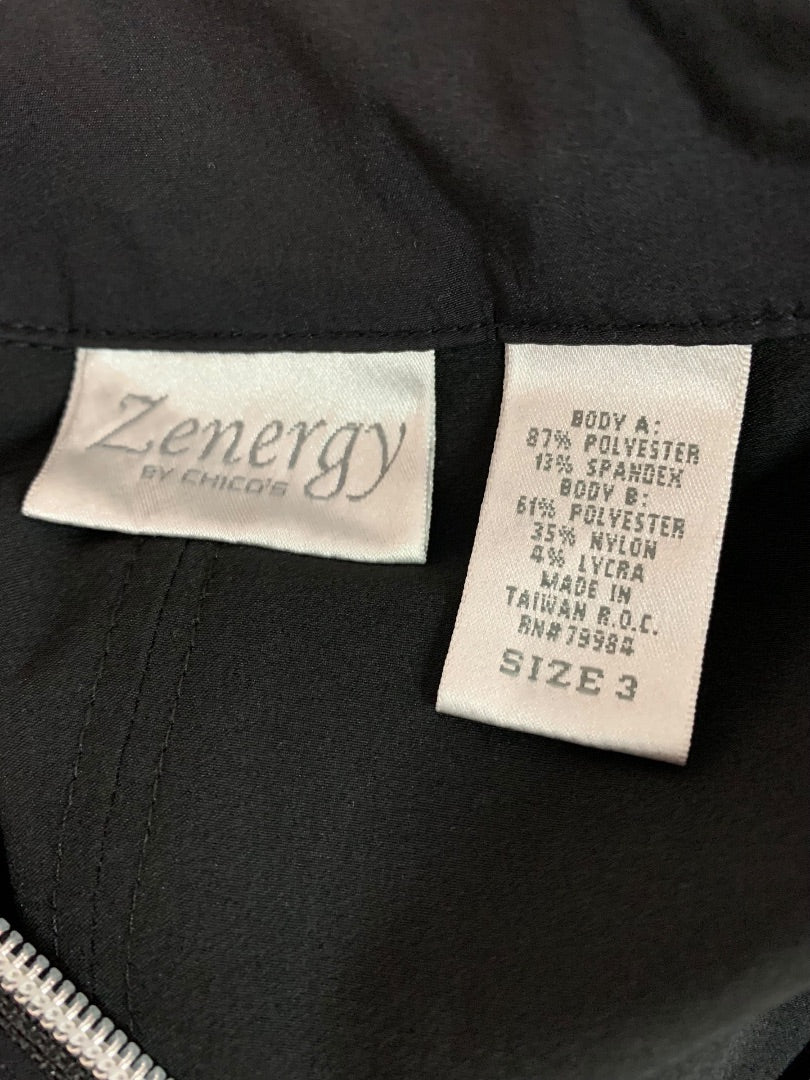 Zenergy
BY CHICO'S
BODY A:
87% POLYESTER
13% SPANDEX
BODY B:
61% POLYESTER
35% NYLON
4% LYCRA
MADE IN
TAIWAN R.O.C.
RN#79984
SIZE 3